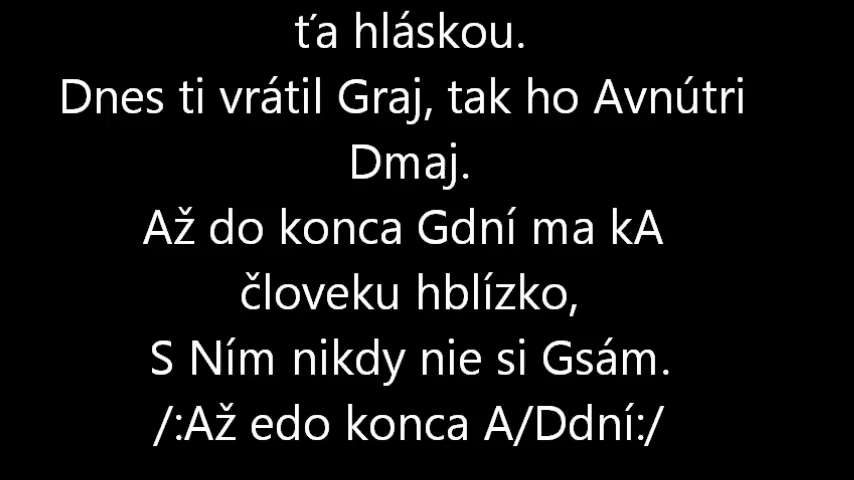 ťa hláskou.
Dnes ti vrátil Graj, tak ho Avnútri
Dmaj.
Až do konca Gdní ma kA
človeku hblízko,
S Ním nikdy nie si Gsám.
/:Až edo konca A/Ddní:/